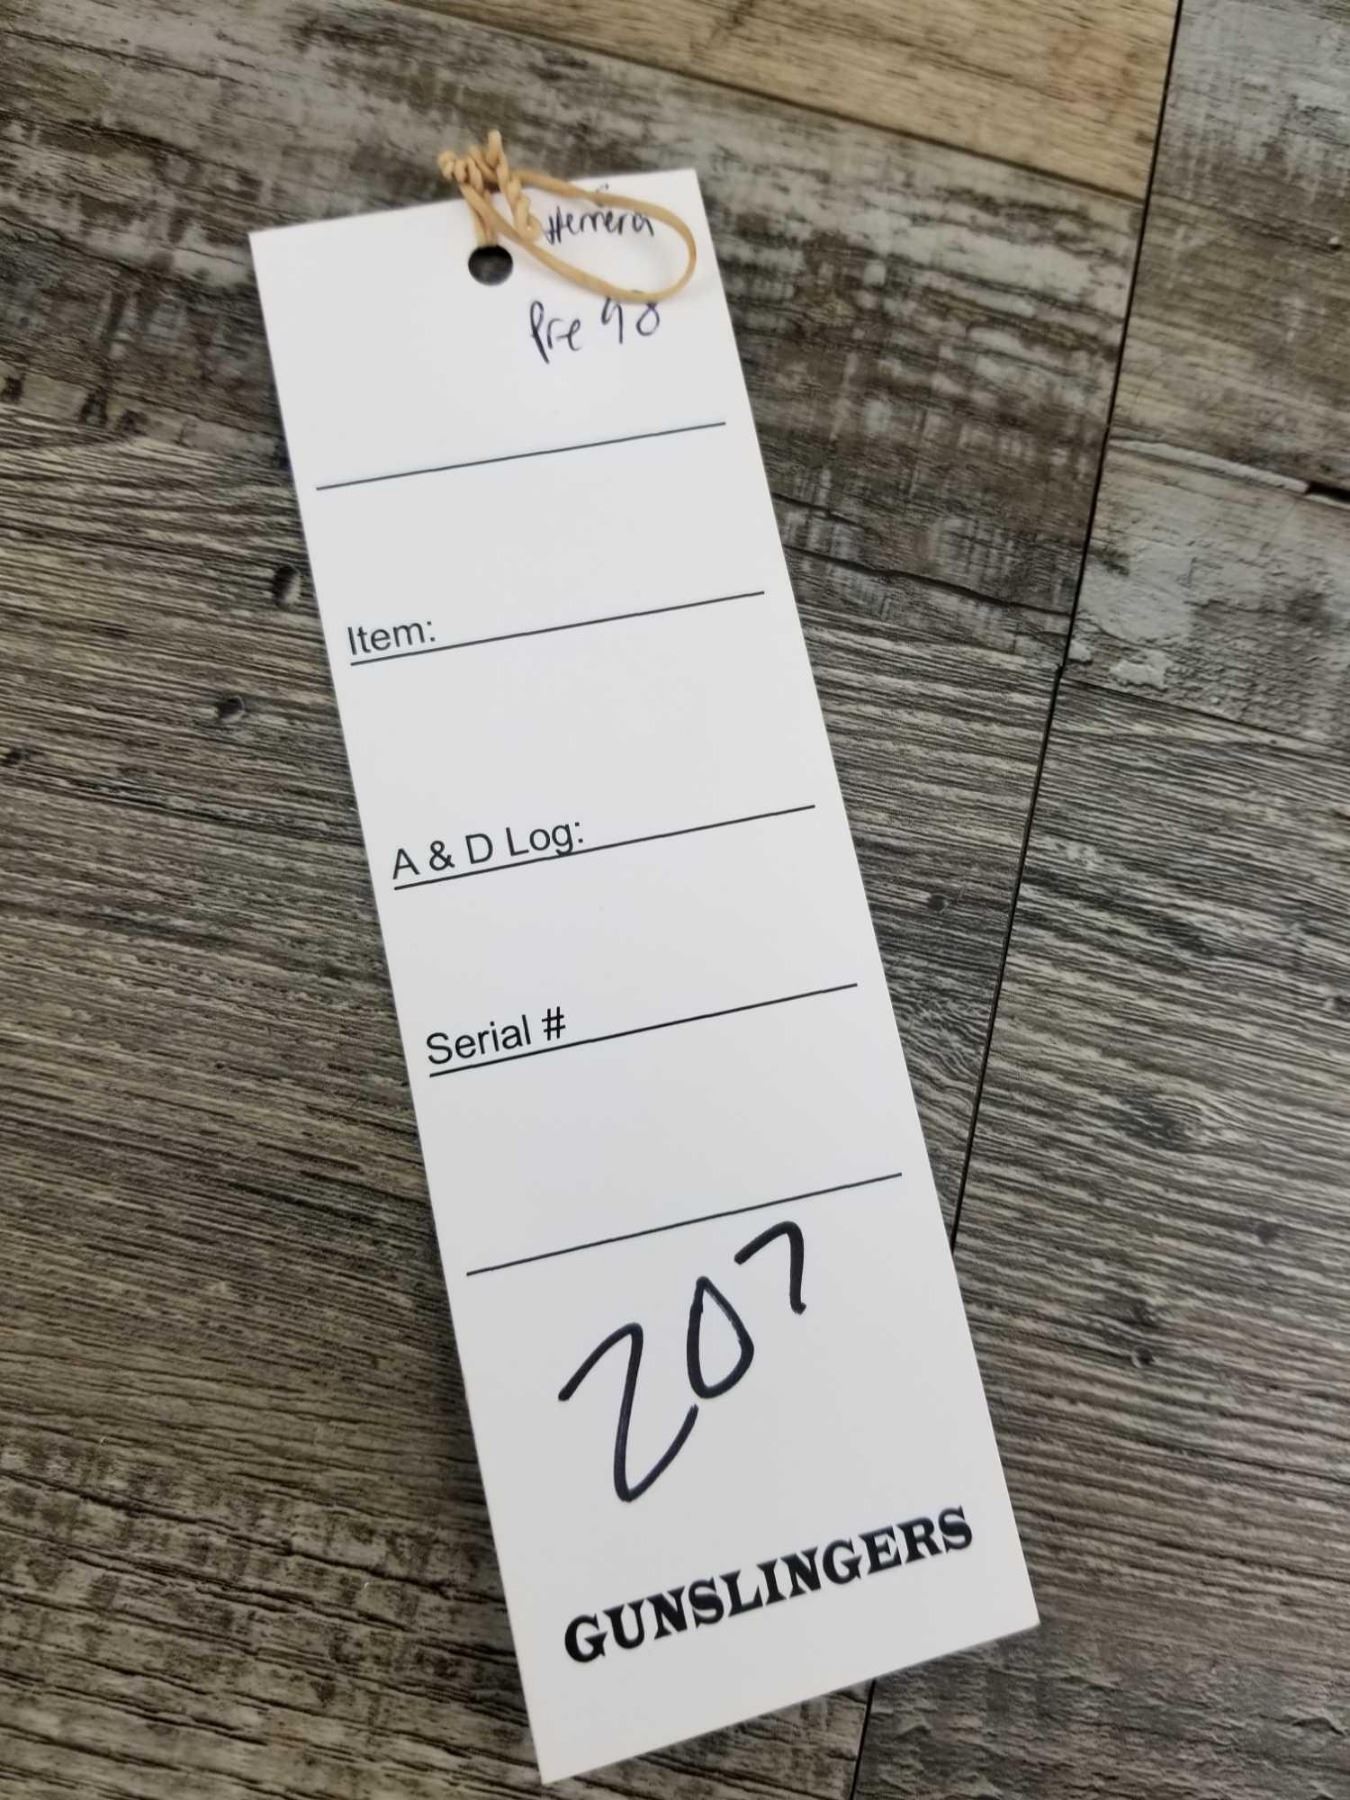 Herrera
Pre 98
Item:
A & D Log:
Serial #
207
GUNSLINGERS